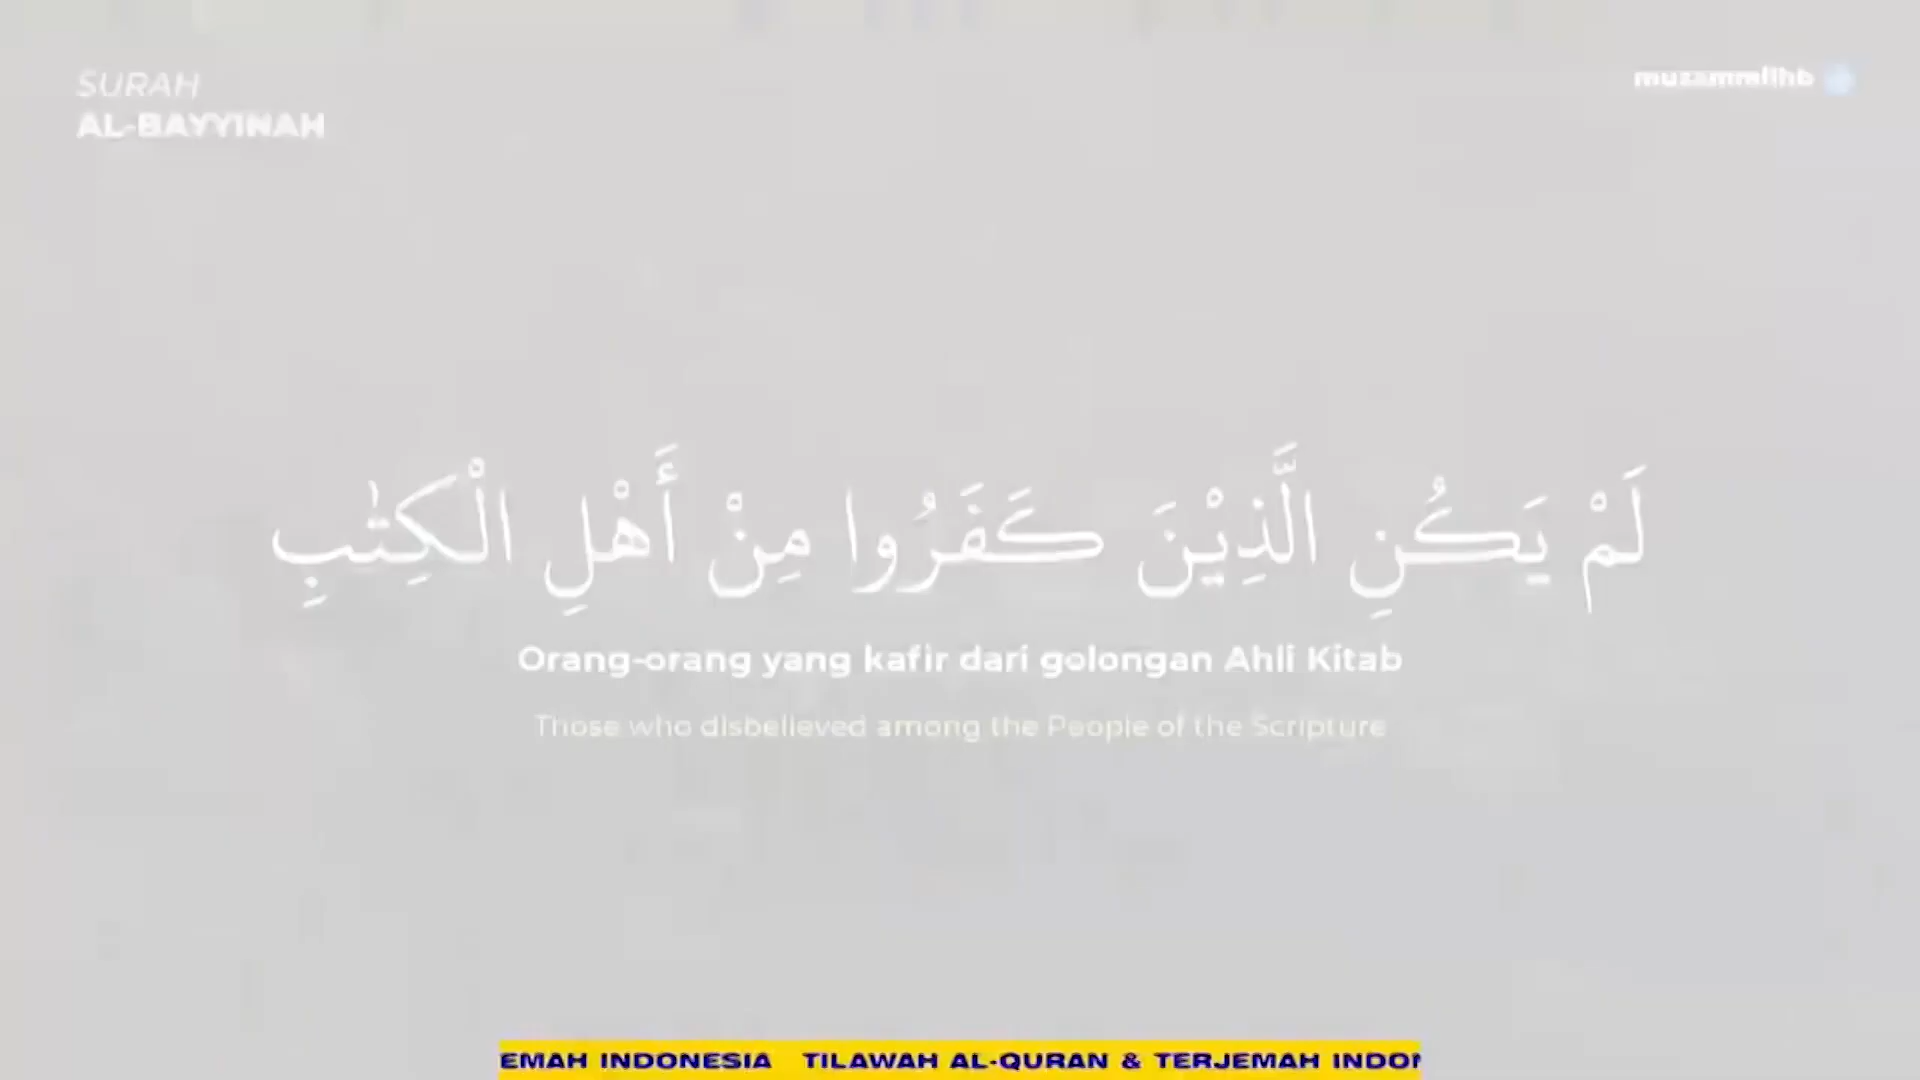 SURAH
AL-BAYYINAH
muzammilhb
لَمْ يَكُنِ الَّذِيْنَ كَفَرُوا مِنْ أَهْلِ الْكِتٰبِ
Orang-orang yang kafir dari golongan Ahli Kitab
Those who disbelieved among the People of the Scripture
EMAH INDONESIA TILAWAH AL-QURAN & TERJEMAH INDON